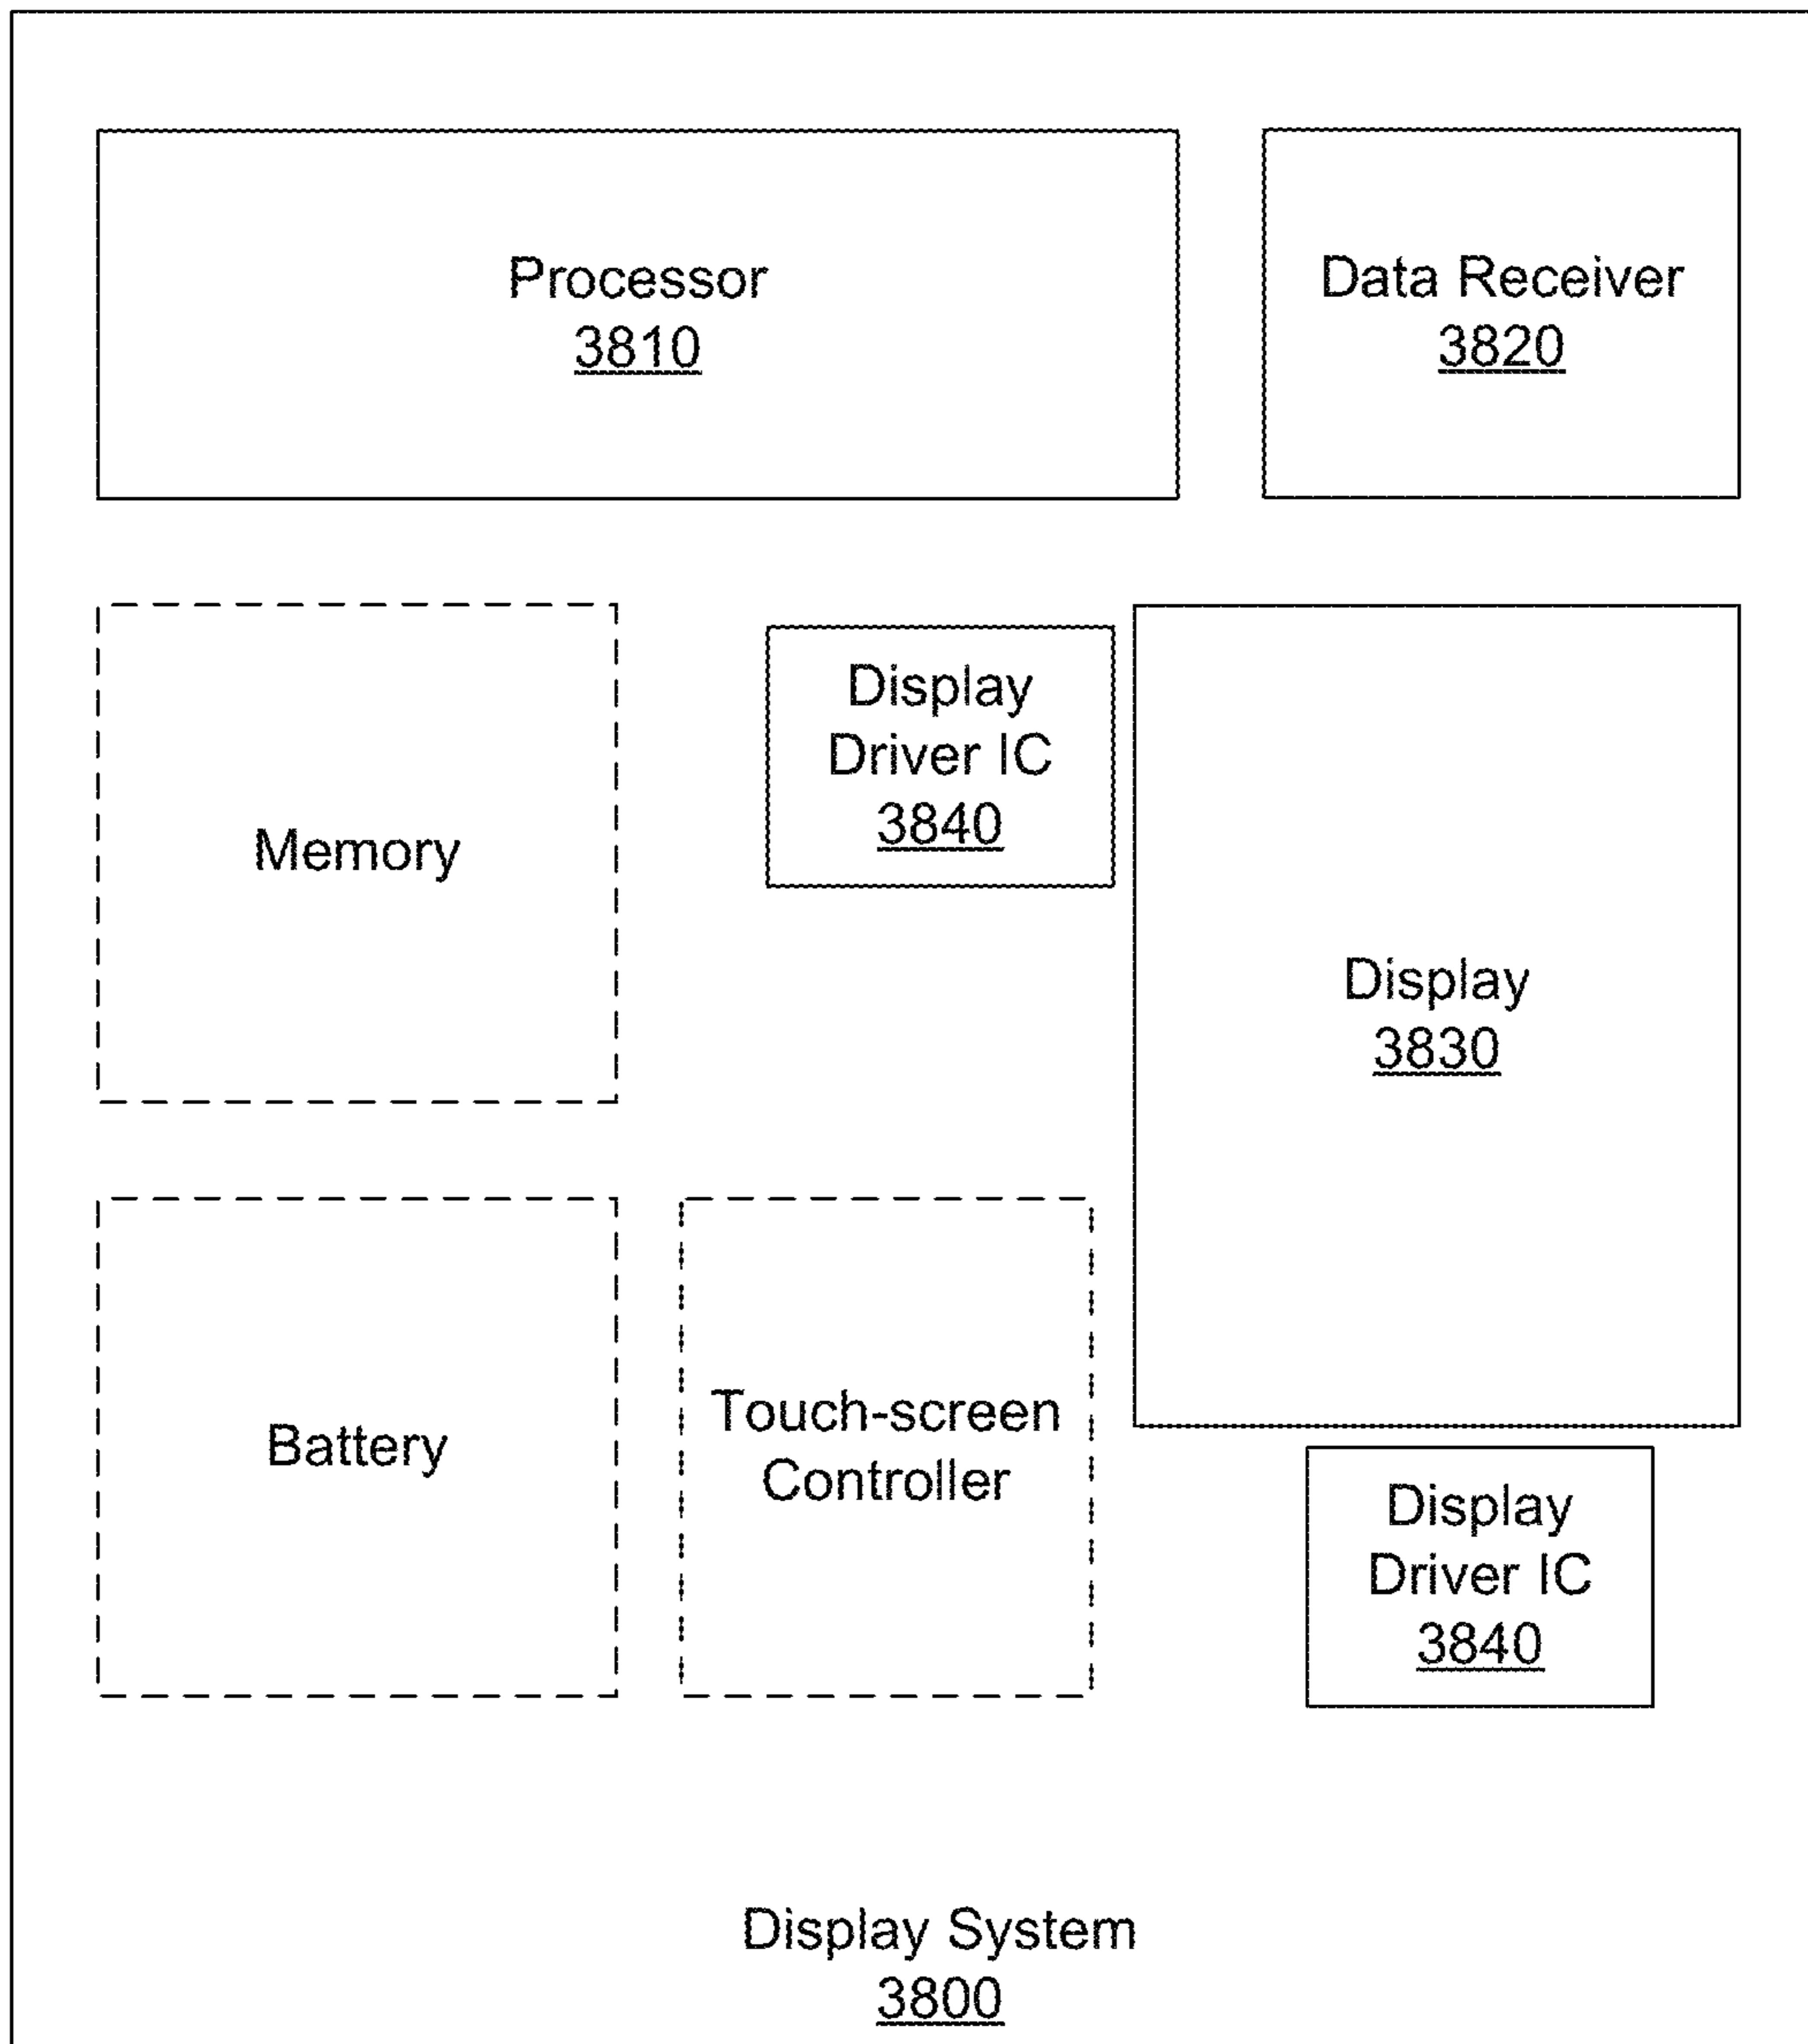 Processor
3810
Data Receiver
3820
Memory
Display
Driver IC
3840
Display
3830
Battery
Touch-screen
Controller
Display
Driver IC
3840
Display System
3800